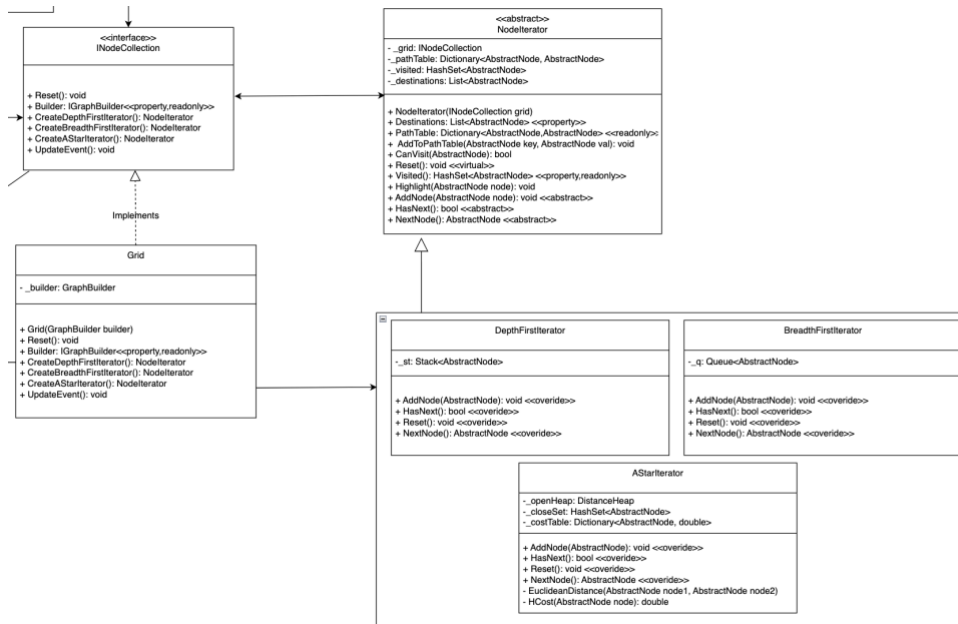 <<interface>>
INodeCollection
+ Reset(): void
+ Builder: IGraphBuilder<<property,readonly>>
+ CreateDepthFirstIterator(): NodeIterator
+ CreateBreadthFirstIterator(): NodeIterator
+ CreateAStarIterator(): NodeIterator
+ UpdateEvent(): void
<<abstract>>
NodeIterator
- _grid: INodeCollection
-_pathTable: Dictionary<AbstractNode, AbstractNode>
-_visited: HashSet<AbstractNode>
-_destinations: List<AbstractNode>
+ NodeIterator(INodeCollection grid)
+ Destinations: List<AbstractNode> <<property>>
+ PathTable: Dictionary<AbstractNode,AbstractNode> <<readonly>
+ AddToPathTable(AbstractNode key, AbstractNode val): void
+ CanVisit(AbstractNode): bool
+ Reset(): void <<virtual>>
+ Visited(): HashSet<AbstractNode> <<property,readonly>>
+ Highlight(AbstractNode node): void
+ AddNode(AbstractNode node): void <<abstract>>
+ HasNext(): bool <<abstract>>
+ NextNode(): AbstractNode <<abstract>>
Implements
Grid
- _builder: GraphBuilder
+ Grid(GraphBuilder builder)
+ Reset(): void
+ Builder: IGraphBuilder<<property,readonly>>
+ CreateDepthFirstIterator(): NodeIterator
+ CreateBreadthFirstIterator(): NodeIterator
+ CreateAStarIterator(): NodeIterator
+ UpdateEvent(): void
DepthFirstIterator
-_st: Stack<AbstractNode>
+ AddNode(AbstractNode): void <<overide>>
+ HasNext(): bool <<overide>>
+ Reset(): void <<overide>>
+ NextNode(): AbstractNode <<overide>>
BreadthFirstIterator
-_q: Queue<AbstractNode>
+ AddNode(AbstractNode): void <<overide>>
+ HasNext(): bool <<overide>>
+ Reset(): void <<overide>>
+ NextNode(): AbstractNode <<overide>>
AStarIterator
-_openHeap: DistanceHeap
-_closeSet: HashSet<AbstractNode>
-_costTable: Dictionary<AbstractNode, double>
+ AddNode(AbstractNode): void <<overide>>
+ HasNext(): bool <<overide>>
+ Reset(): void <<overide>>
+ NextNode(): AbstractNode <<overide>>
- EuclideanDistance(AbstractNode node1, AbstractNode node2)
- HCost(AbstractNode node): double